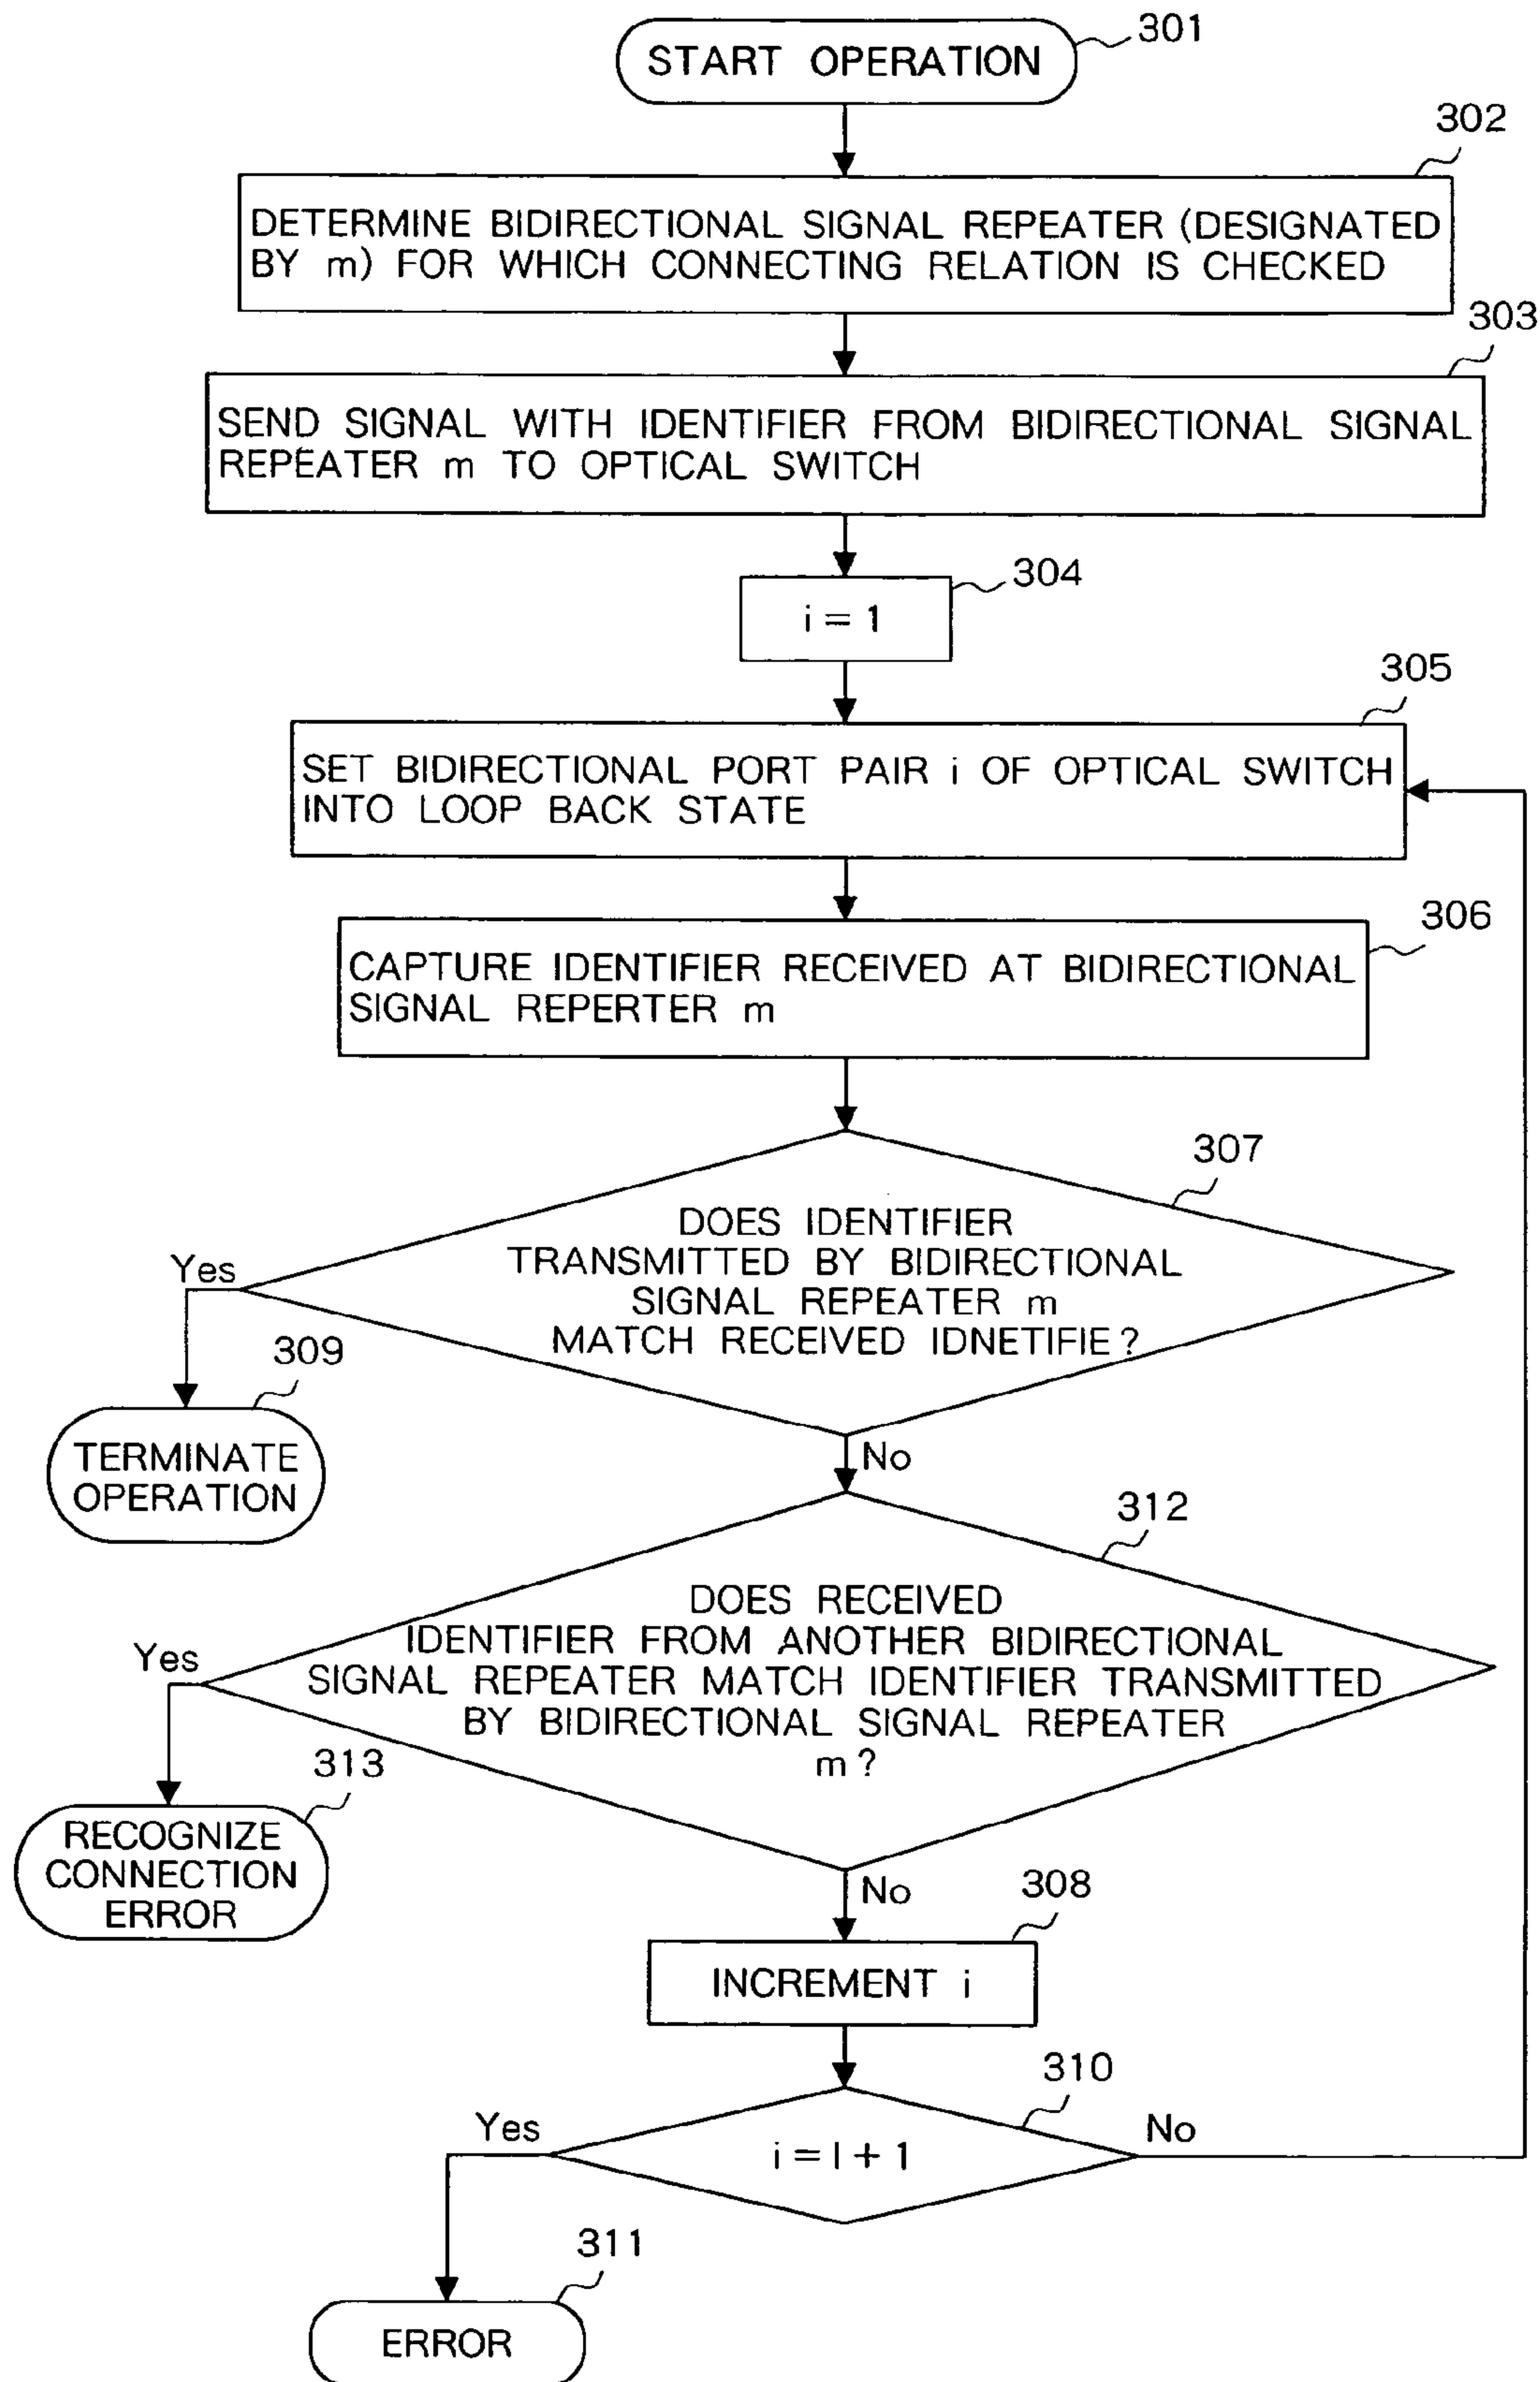 START OPERATION
301
302
DETERMINE BIDIRECTIONAL SIGNAL REPEATER (DESIGNATED
BY m) FOR WHICH CONNECTING RELATION IS CHECKED
303
SEND SIGNAL WITH IDENTIFIER FROM BIDIRECTIONAL SIGNAL
REPEATER m TO OPTICAL SWITCH
304
i = 1
305
SET BIDIRECTIONAL PORT PAIR i OF OPTICAL SWITCH
INTO LOOP BACK STATE
306
CAPTURE IDENTIFIER RECEIVED AT BIDIRECTIONAL
SIGNAL REPERTER m
307
DOES IDENTIFIER
TRANSMITTED BY BIDIRECTIONAL
SIGNAL REPEATER m
MATCH RECEIVED IDNETIFIE?
Yes
309
TERMINATE
OPERATION
No
312
DOES RECEIVED
IDENTIFIER FROM ANOTHER BIDIRECTIONAL
SIGNAL REPEATER MATCH IDENTIFIER TRANSMITTED
BY BIDIRECTIONAL SIGNAL REPEATER
m?
Yes
313
RECOGNIZE
CONNECTION
ERROR
No
308
INCREMENT i
310
Yes
i = I + 1
No
311
ERROR